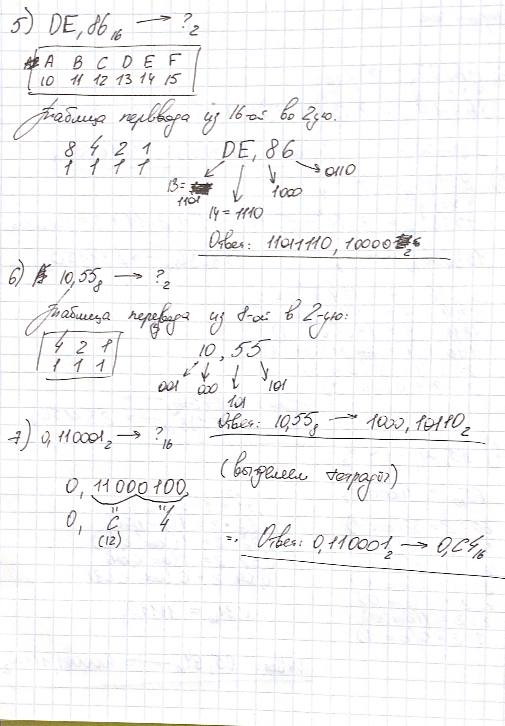 5) DE,86₁₆ → ?₂
A B C D E F
10 11 12 13 14 15
Таблица перевода из 16-ой во 2ую.
8 4 2 1
1 1 1 1
DE, 86
13 = 1101
14 = 1110
1000
0110
Ответ: 11011110, 10000
6) 10,55₈ → ?₂
Таблица перевода из 8-ой в 2-ую:
4 2 1
1 1 1
10, 55
001 000 101 101
Ответ: 10,55₈ → 1000,10110₂
7) 0,110001₂ → ?₁₆
(выделяем тетрады)
0, 11000100
0, C 4
(12)
Ответ: 0,110001₂ → 0,C4₁₆